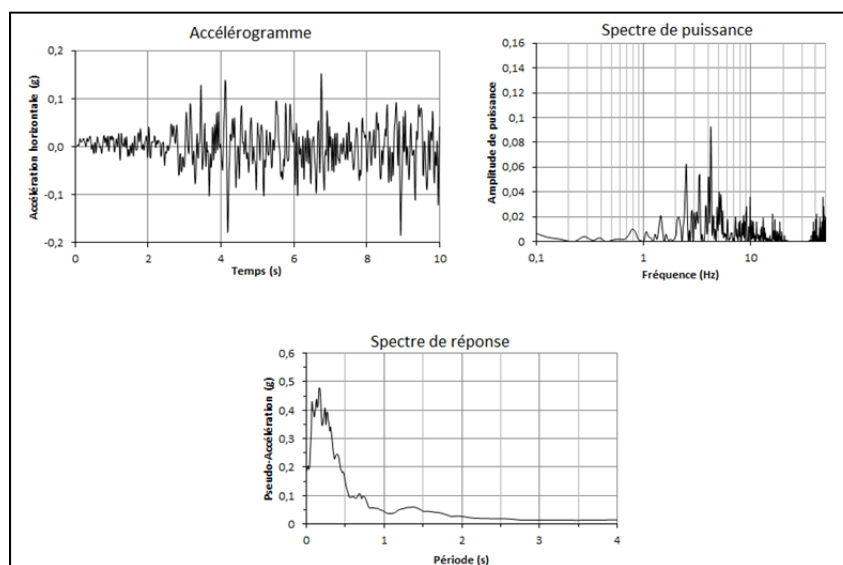 Accélérogramme
Accélération horizontale (g)
0,2
0,1
0,0
-0,1
-0,2
0 2 4 6 8 10
Temps (s)
Spectre de puissance
Amplitude de puissance
0,16
0,14
0,12
0,1
0,08
0,06
0,04
0,02
0
0,1 1 10
Fréquence (Hz)
Spectre de réponse
Pseudo-Accélération (g)
0,6
0,5
0,4
0,3
0,2
0,1
0
0 1 2 3 4
Période (s)